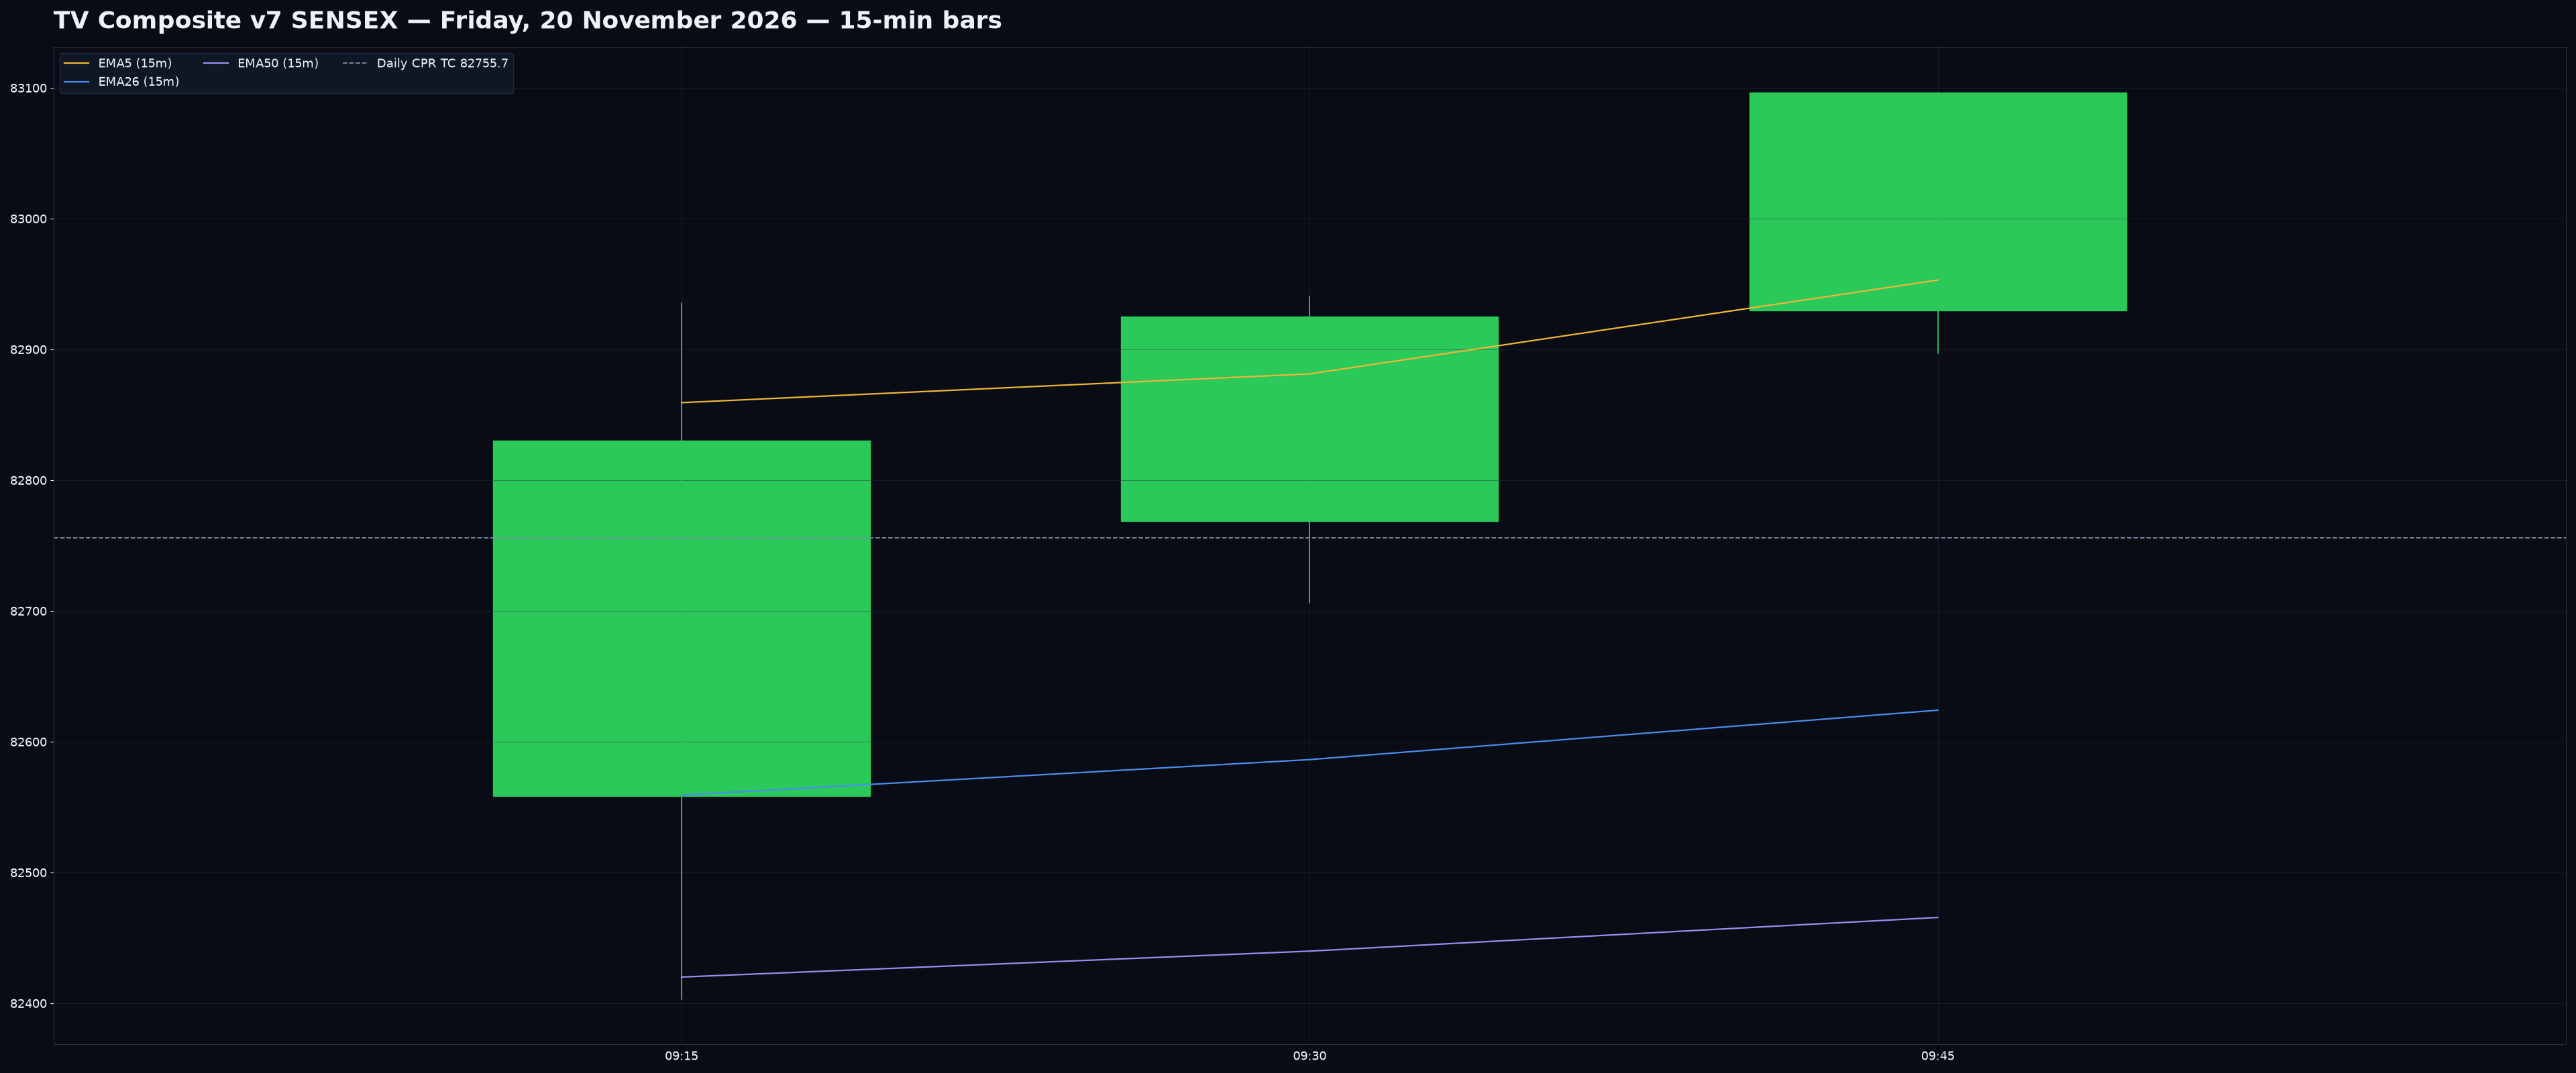 TV Composite v7 SENSEX — Friday, 20 November 2026 — 15-min bars
EMA5 (15m) EMA50 (15m) Daily CPR TC 82755.7
EMA26 (15m)
83100
83000
82900
82800
82700
82600
82500
82400
09:15 09:30 09:45